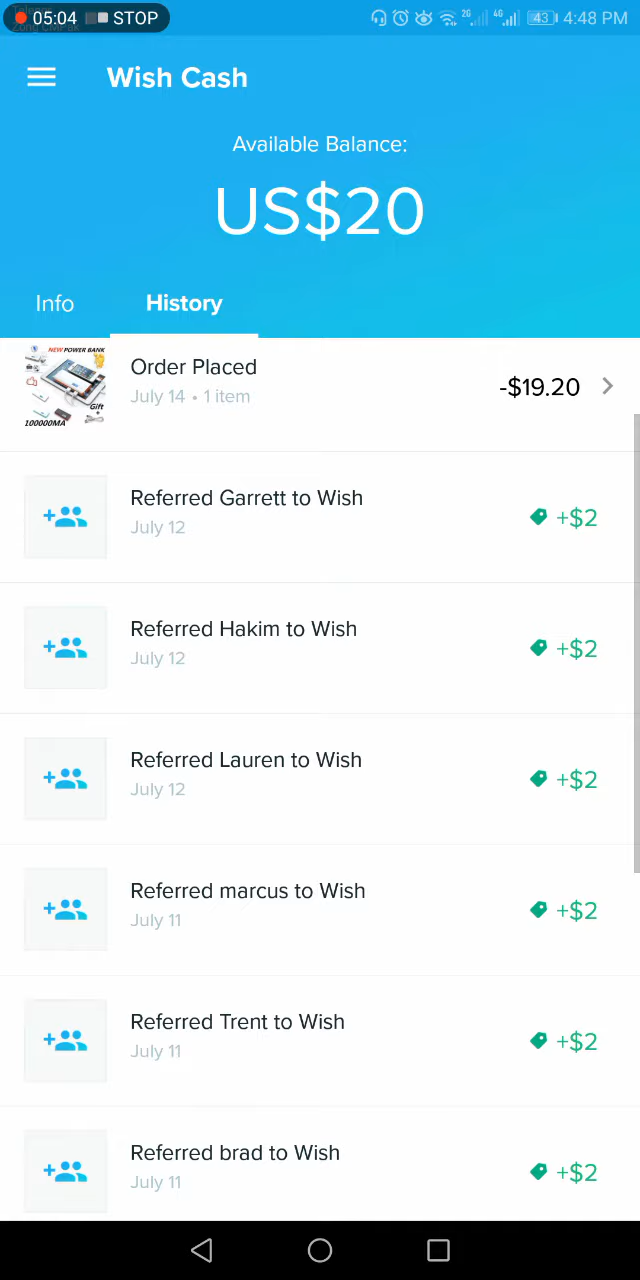 05:04 STOP
2G 4G 43 4:48 PM
Wish Cash
Available Balance:
US$20
Info History
NEW POWER BANK
Gift
100000MA
Order Placed
July 14 • 1 item
-$19.20
Referred Garrett to Wish
July 12
+$2
Referred Hakim to Wish
July 12
+$2
Referred Lauren to Wish
July 12
+$2
Referred marcus to Wish
July 11
+$2
Referred Trent to Wish
July 11
+$2
Referred brad to Wish
July 11
+$2